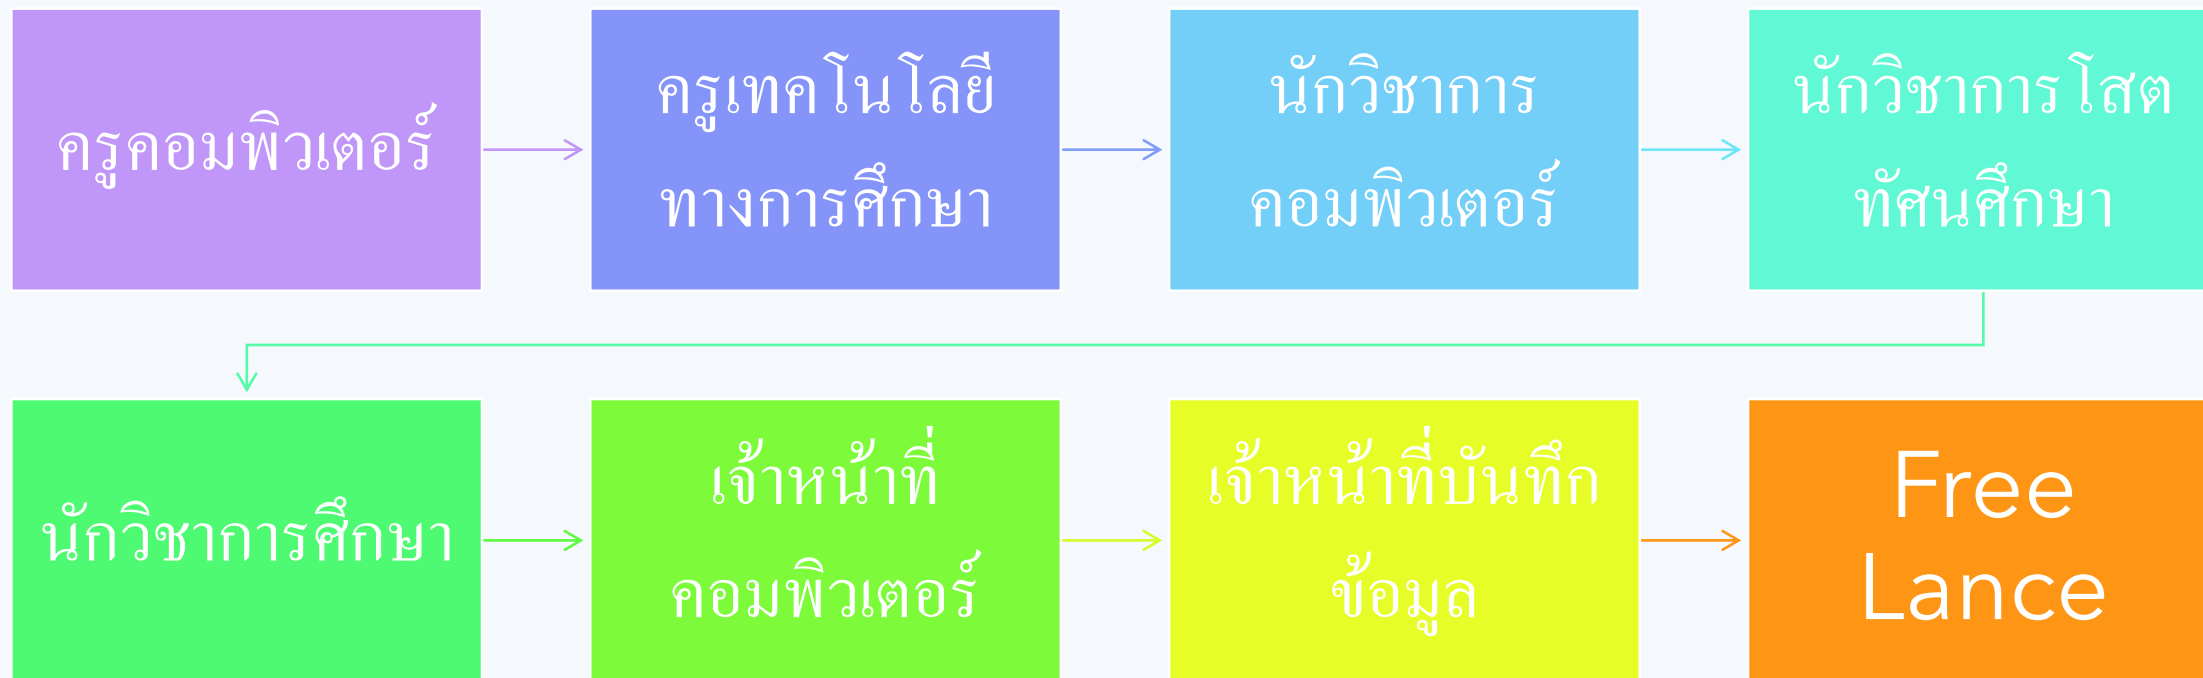 ครูคอมพิวเตอร์
ครูเทคโนโลยี
ทางการศึกษา
นักวิชาการ
คอมพิวเตอร์
นักวิชาการโสต
ทัศนศึกษา
นักวิชาการศึกษา
เจ้าหน้าที่
คอมพิวเตอร์
เจ้าหน้าที่บันทึก
ข้อมูล
Free
Lance